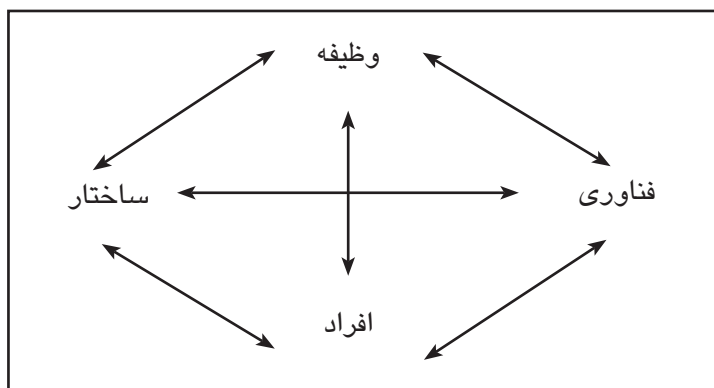 وظیفه
فناوری
ساختار
افراد